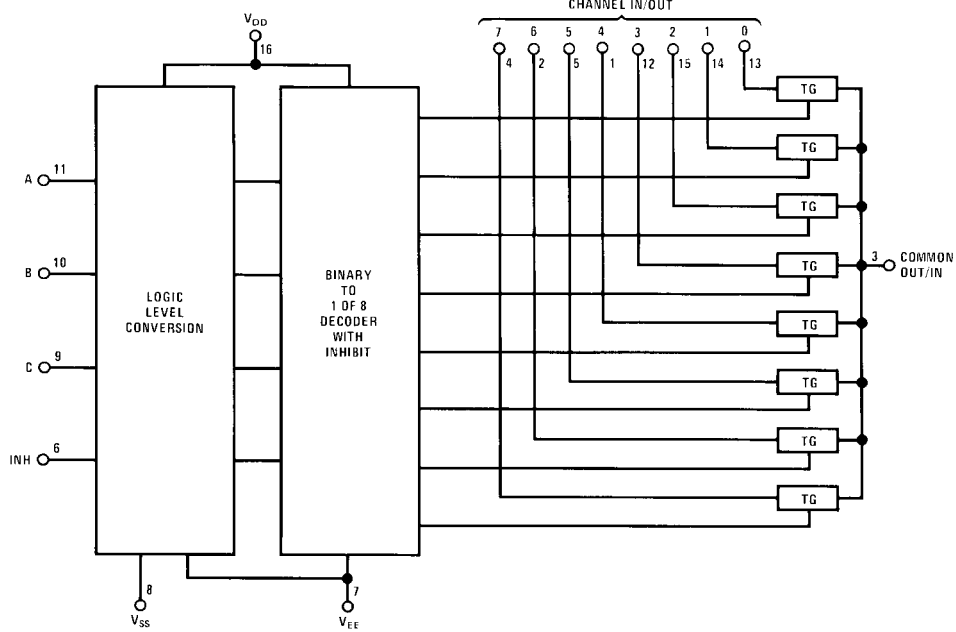 CHANNEL IN/OUT
V_DD
16
7 6 5 4 3 2 1 0
4 2 5 1 12 15 14 13
TG
TG
TG
TG
TG
TG
TG
TG
A 11
B 10
C 9
INH 6
LOGIC
LEVEL
CONVERSION
BINARY
TO
1 OF 8
DECODER
WITH
INHIBIT
3 COMMON
OUT/IN
8
V_SS
7
V_EE